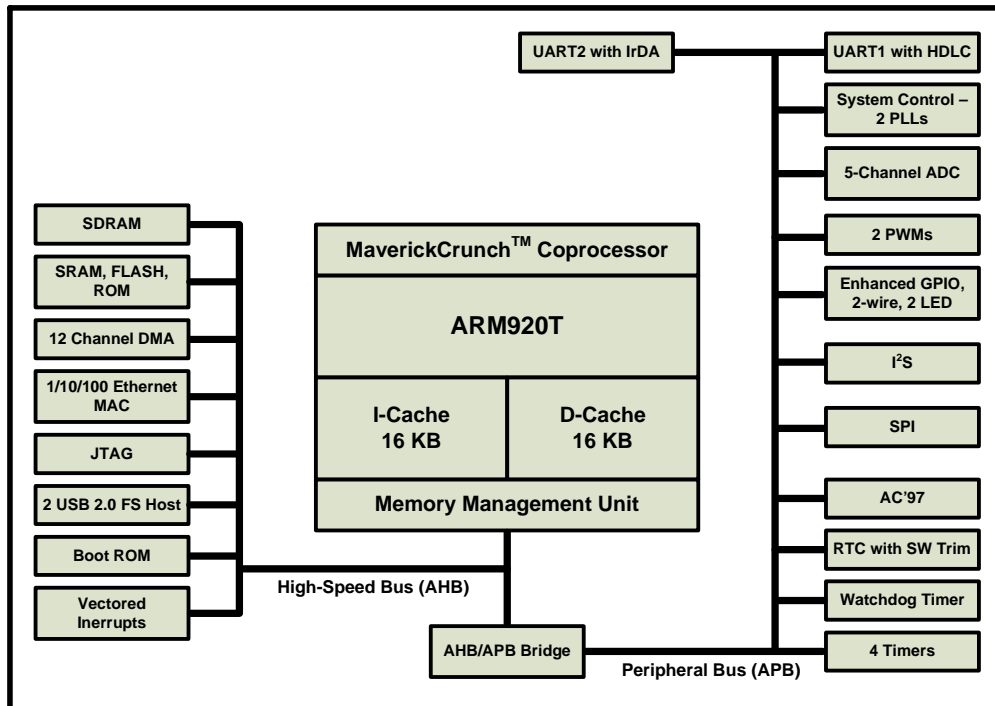 UART2 with IrDA
UART1 with HDLC
System Control –
2 PLLs
5-Channel ADC
2 PWMs
Enhanced GPIO,
2-wire, 2 LED
I²S
SPI
AC’97
RTC with SW Trim
Watchdog Timer
4 Timers
SDRAM
SRAM, FLASH,
ROM
12 Channel DMA
1/10/100 Ethernet
MAC
JTAG
2 USB 2.0 FS Host
Boot ROM
Vectored
Inerrupts
MaverickCrunch™ Coprocessor
ARM920T
I-Cache
16 KB
D-Cache
16 KB
Memory Management Unit
High-Speed Bus (AHB)
AHB/APB Bridge
Peripheral Bus (APB)